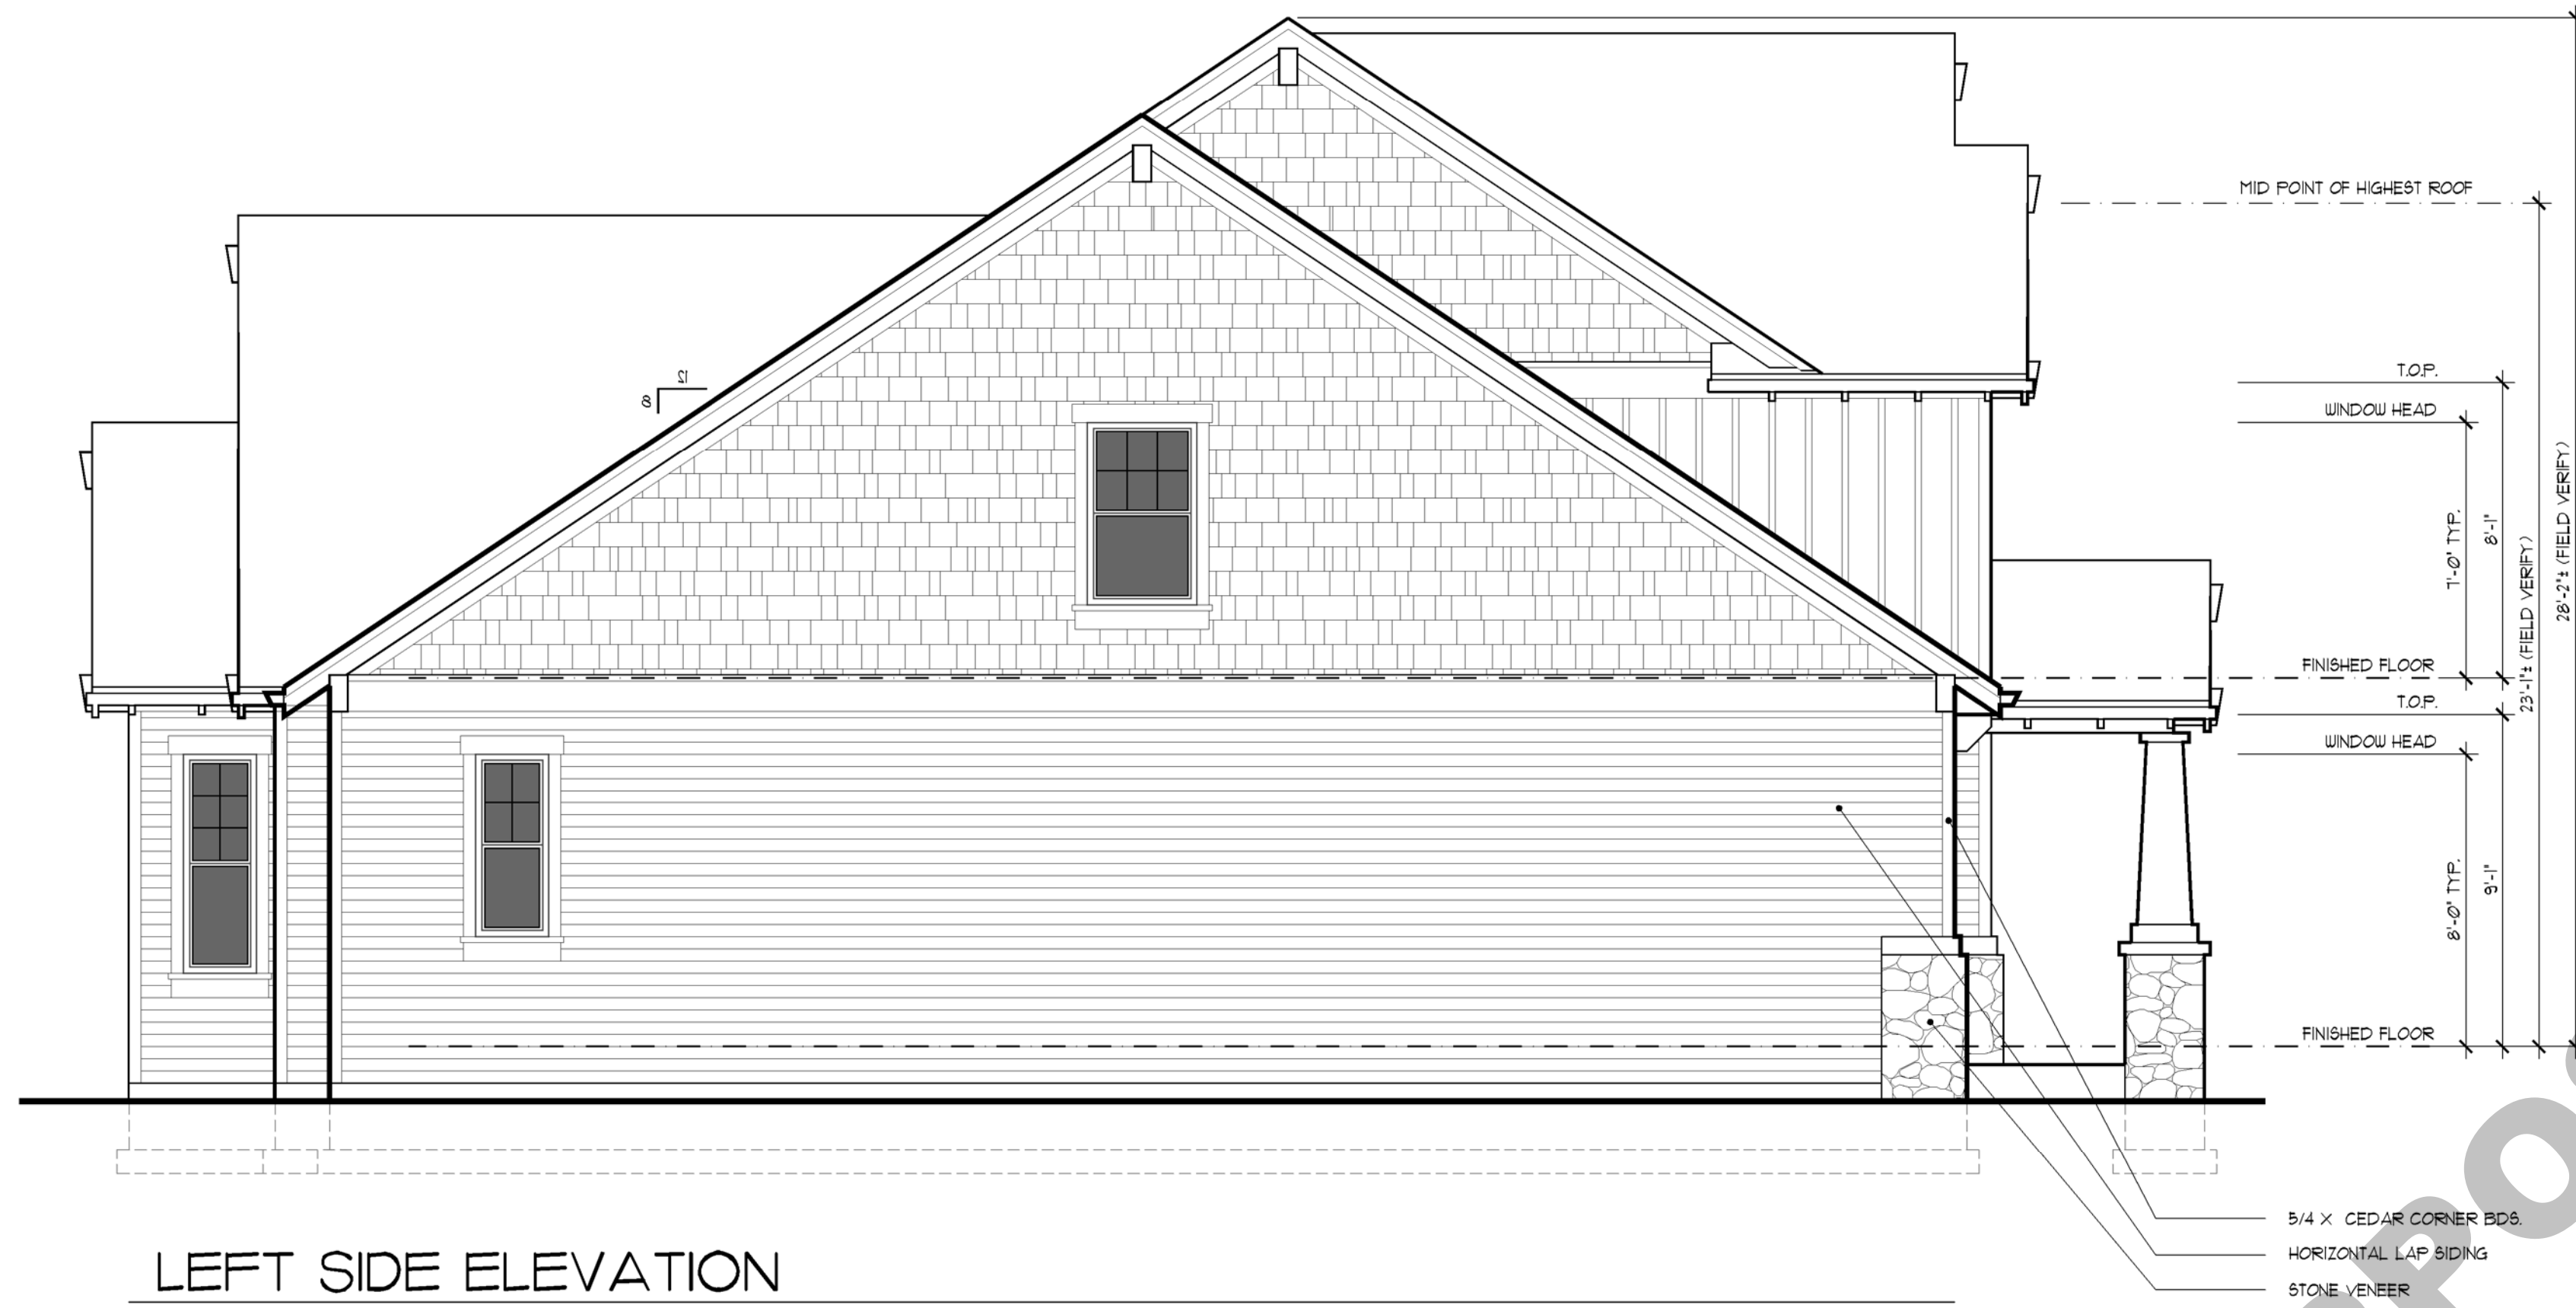 MID POINT OF HIGHEST ROOF
12
8
T.O.P.
WINDOW HEAD
7'-0" TYP.
8'-1"
28'-2"± (FIELD VERIFY)
23'-1"± (FIELD VERIFY)
FINISHED FLOOR
T.O.P.
WINDOW HEAD
8'-0" TYP.
9'-1"
FINISHED FLOOR
5/4 X CEDAR CORNER BDS.
HORIZONTAL LAP SIDING
STONE VENEER
LEFT SIDE ELEVATION
PO